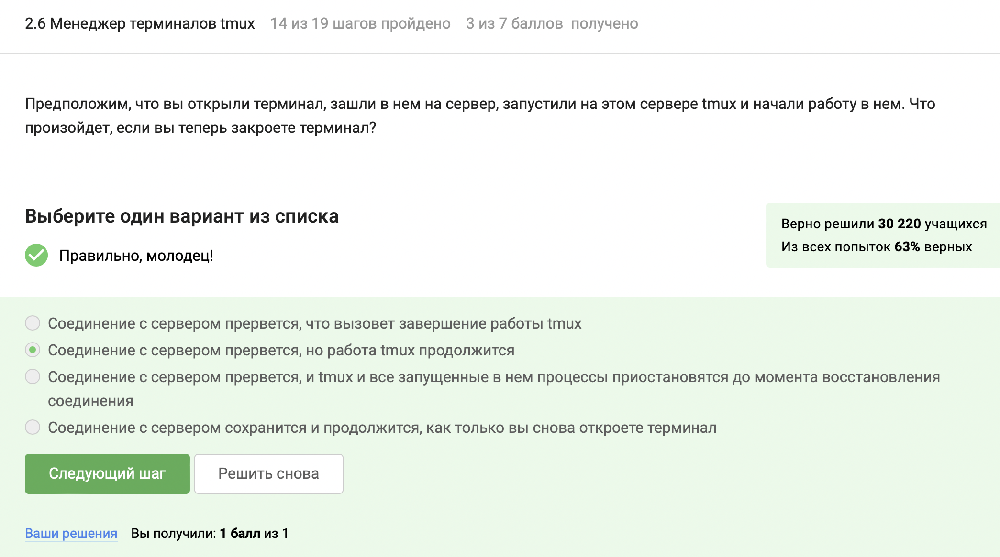 2.6 Менеджер терминалов tmux 14 из 19 шагов пройдено 3 из 7 баллов получено
Предположим, что вы открыли терминал, зашли в нем на сервер, запустили на этом сервере tmux и начали работу в нем. Что
произойдет, если вы теперь закроете терминал?
Выберите один вариант из списка
Верно решили 30 220 учащихся
Из всех попыток 63% верных
Правильно, молодец!
Соединение с сервером прервется, что вызовет завершение работы tmux
Соединение с сервером прервется, но работа tmux продолжится
Соединение с сервером прервется, и tmux и все запущенные в нем процессы приостановятся до момента восстановления
соединения
Соединение с сервером сохранится и продолжится, как только вы снова откроете терминал
Следующий шаг Решить снова
Ваши решения Вы получили: 1 балл из 1